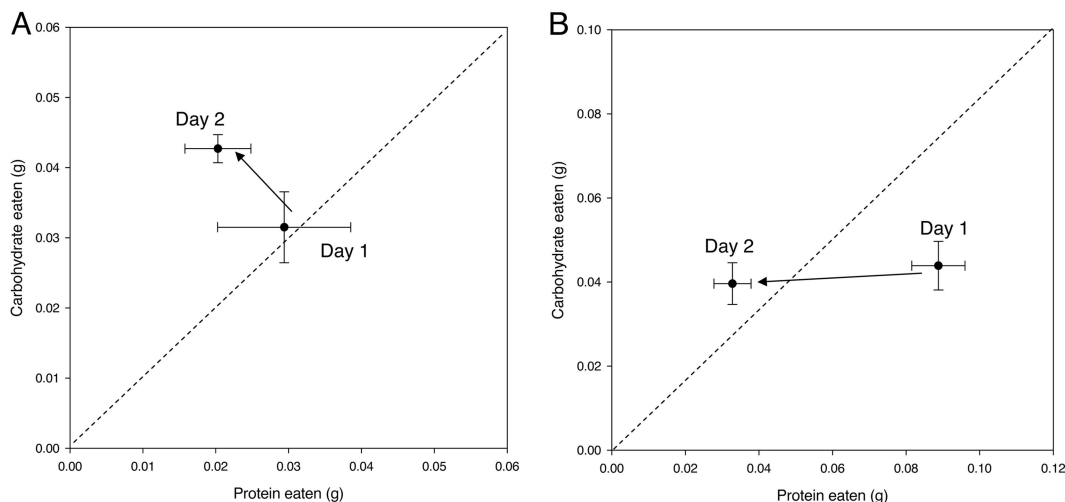 A
0.06
0.05
0.04
0.03
0.02
0.01
0.00
Carbohydrate eaten (g)
Day 2
Day 1
0.00 0.01 0.02 0.03 0.04 0.05 0.06
Protein eaten (g)
B
0.10
0.08
0.06
0.04
0.02
0.00
Carbohydrate eaten (g)
Day 2
Day 1
0.00 0.02 0.04 0.06 0.08 0.10 0.12
Protein eaten (g)